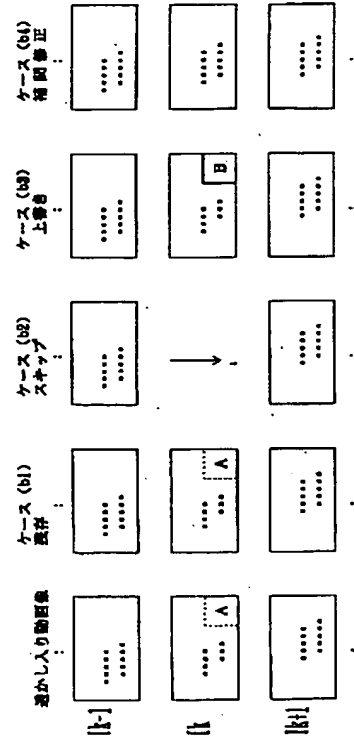 透かし入り動画像
ケース (b1)
残存
ケース (b2)
スキップ
ケース (b3)
上書き
ケース (b4)
補間修正
Ik-1
Ik
A
A
B
Ik+1